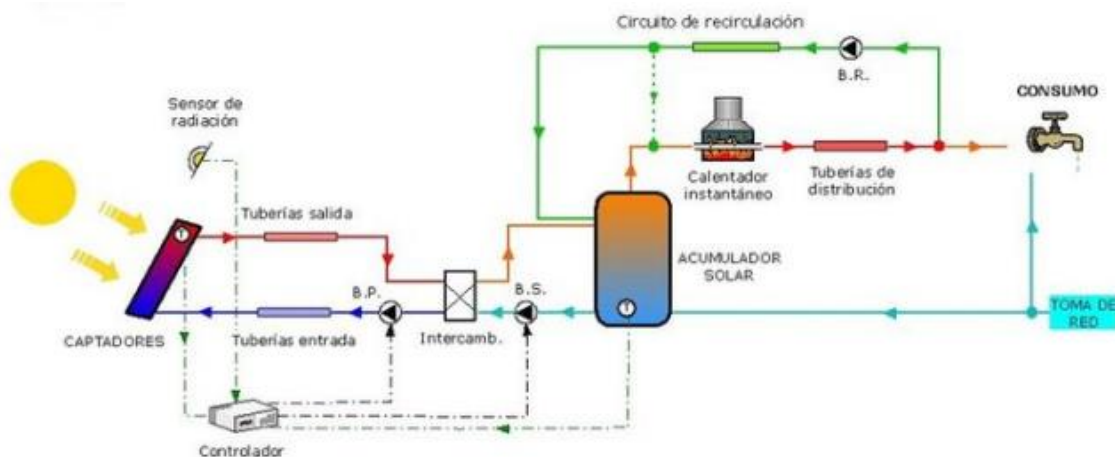 Circuito de recirculación
B.R.
CONSUMO
Sensor de
radiación
Calentador
instantáneo
Tuberías de
distribución
Tuberías salida
T
ACUMULADOR
SOLAR
B.P.
B.S.
T
TOMA DE
RED
CAPTADORES
Tuberías entrada
Intercamb.
Controlador